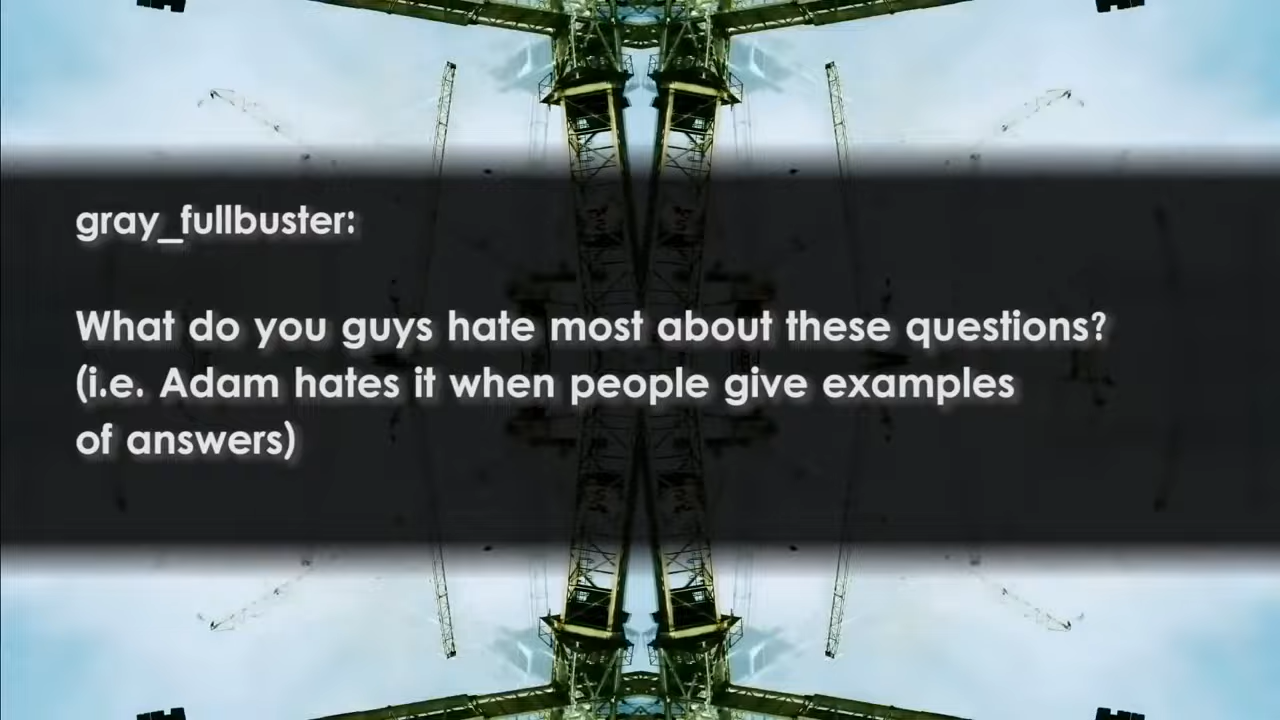 gray_fullbuster:
What do you guys hate most about these questions?
(i.e. Adam hates it when people give examples
of answers)